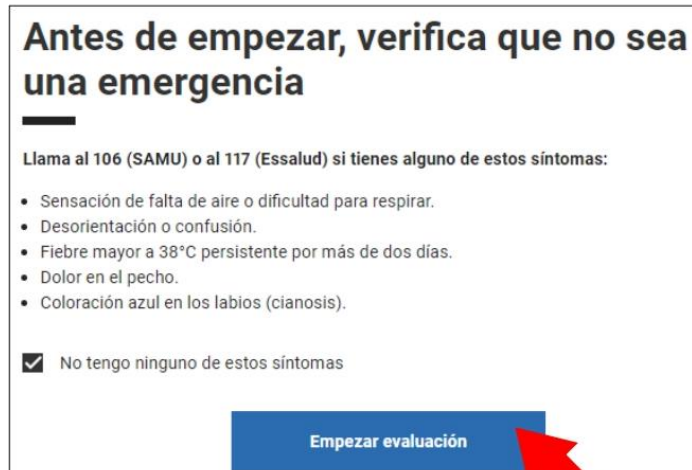 Antes de empezar, verifica que no sea
una emergencia
Llama al 106 (SAMU) o al 117 (Essalud) si tienes alguno de estos síntomas:
• Sensación de falta de aire o dificultad para respirar.
• Desorientación o confusión.
• Fiebre mayor a 38°C persistente por más de dos días.
• Dolor en el pecho.
• Coloración azul en los labios (cianosis).
No tengo ninguno de estos síntomas
Empezar evaluación